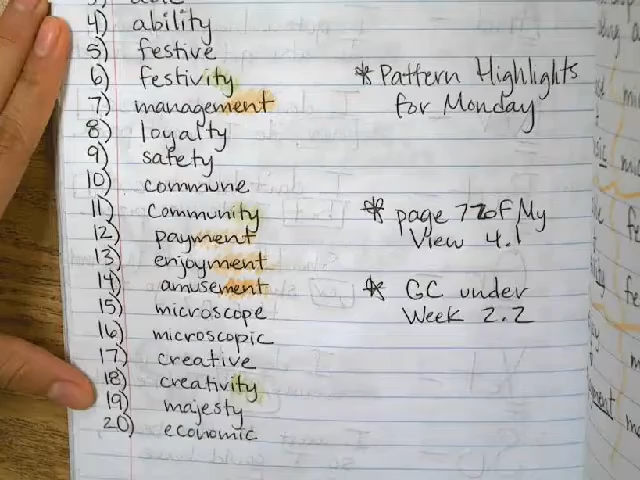 4) ability
5) festive
6) festivity
7) management
8) loyalty
9) safety
10) commune
11) Community
12) payment
13) enjoyment
14) amusement
15) microscope
16) microscopic
17) creative
18) creativity
19) majesty
20) economic
* Pattern Highlights
for Monday
* page 77 of My
View 4.1
* GC under
Week 2.2